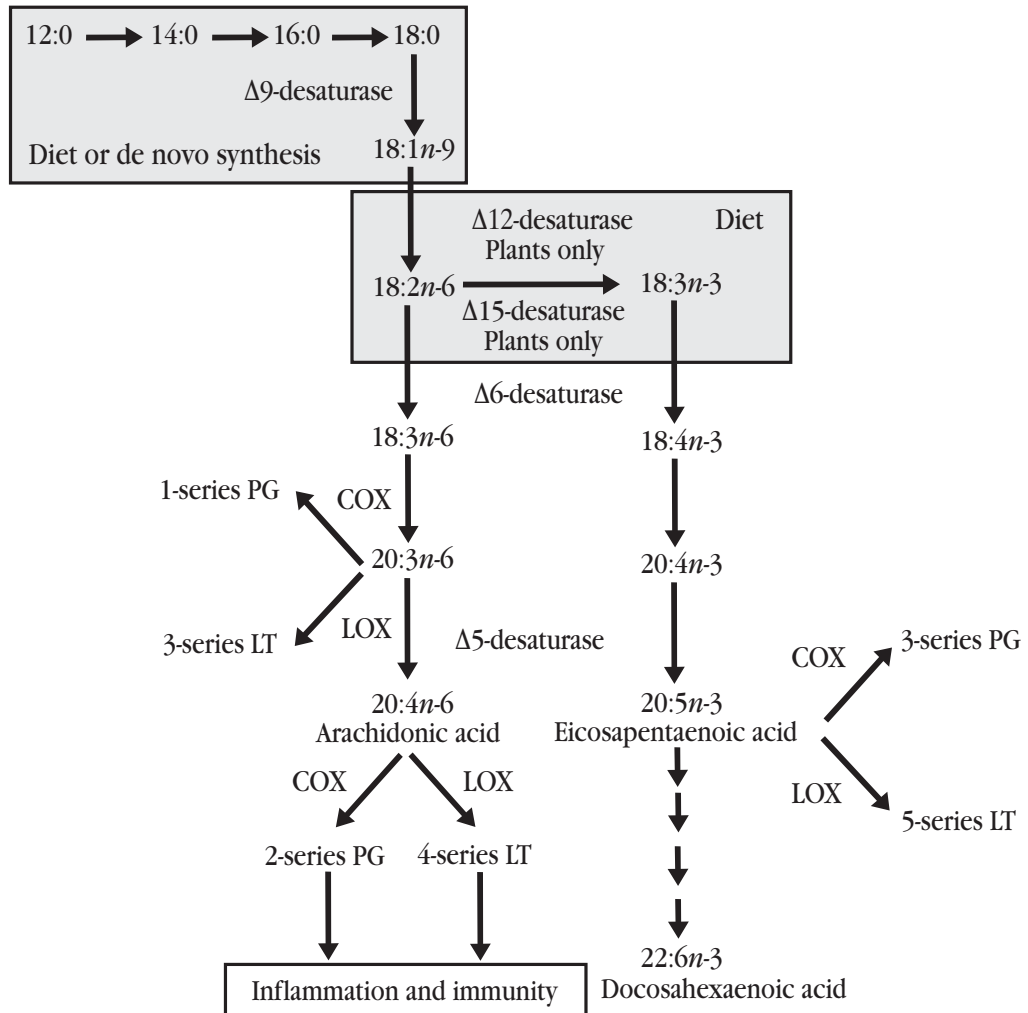 12:0 14:0 16:0 18:0
Δ9-desaturase
Diet or de novo synthesis 18:1n-9
Δ12-desaturase Diet
Plants only
18:2n-6 18:3n-3
Δ15-desaturase
Plants only
Δ6-desaturase
18:3n-6 18:4n-3
1-series PG COX
20:3n-6 20:4n-3
3-series LT LOX Δ5-desaturase COX 3-series PG
20:4n-6 20:5n-3
Arachidonic acid Eicosapentaenoic acid
COX LOX LOX
5-series LT
2-series PG 4-series LT
22:6n-3
Inflammation and immunity Docosahexaenoic acid